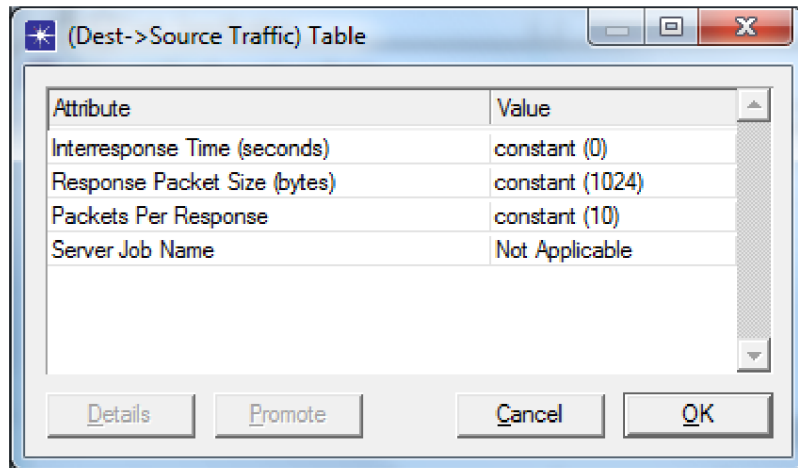 (Dest->Source Traffic) Table
Attribute Value
Interresponse Time (seconds) constant (0)
Response Packet Size (bytes) constant (1024)
Packets Per Response constant (10)
Server Job Name Not Applicable
Details Promote Cancel OK